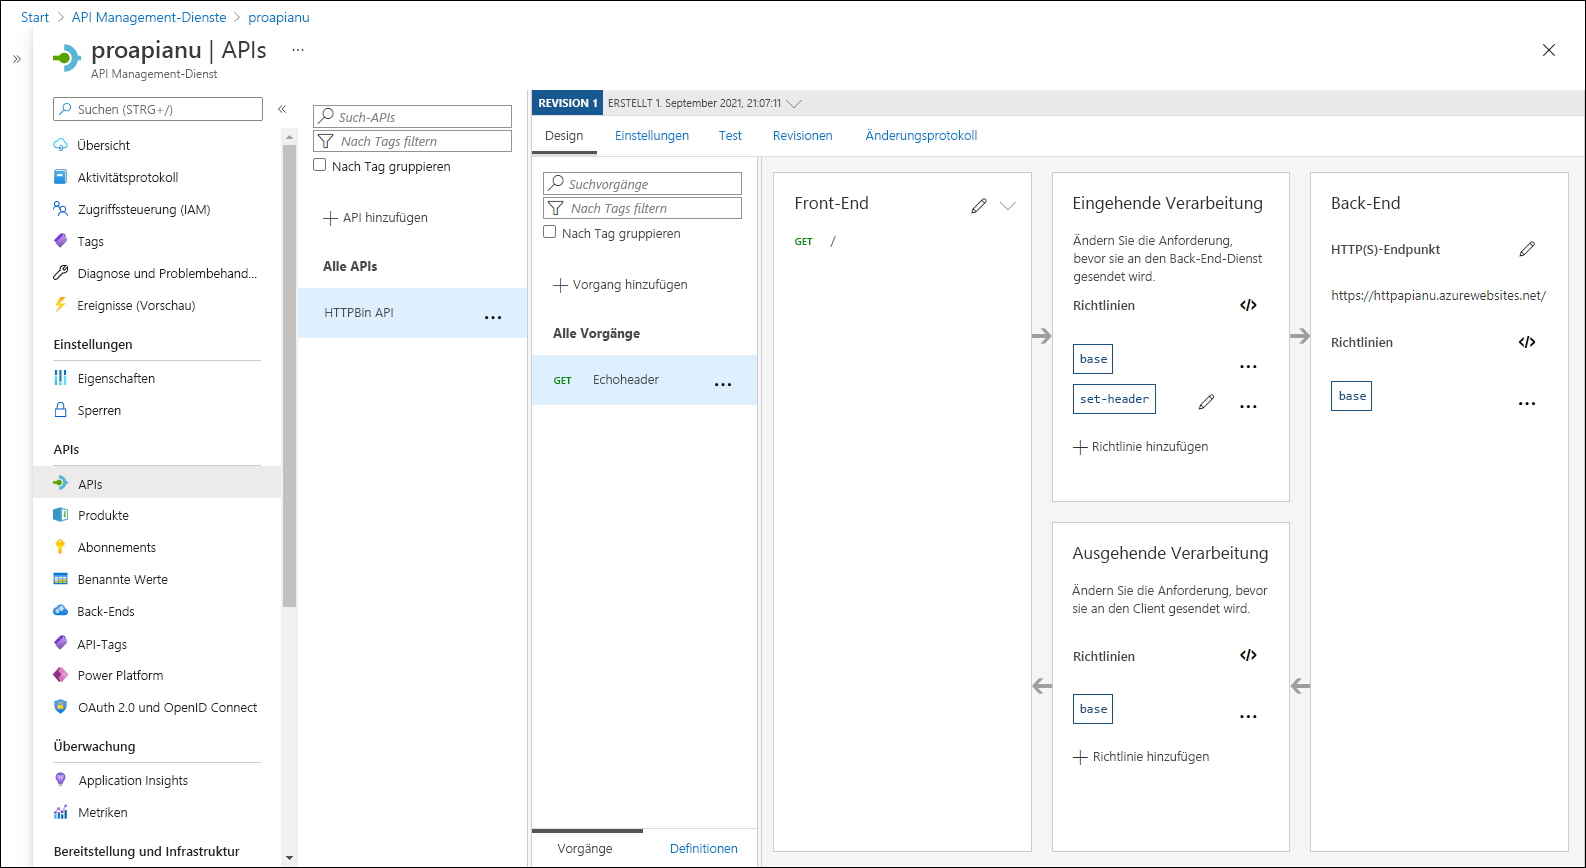 Start > API Management-Dienste > proapianu
proapianu | APIs ...
API Management-Dienst
Suchen (STRG+/)
Übersicht
Aktivitätsprotokoll
Zugriffssteuerung (IAM)
Tags
Diagnose und Problembehand...
Ereignisse (Vorschau)
Einstellungen
Eigenschaften
Sperren
APIs
APIs
Produkte
Abonnements
Benannte Werte
Back-Ends
API-Tags
Power Platform
OAuth 2.0 und OpenID Connect
Überwachung
Application Insights
Metriken
Bereitstellung und Infrastruktur
Such-APIs
Nach Tags filtern
Nach Tag gruppieren
API hinzufügen
Alle APIs
HTTPBin API ...
REVISION 1 ERSTELLT 1. September 2021, 21:07:11
Design Einstellungen Test Revisionen Änderungsprotokoll
Suchvorgänge
Nach Tags filtern
Nach Tag gruppieren
Vorgang hinzufügen
Alle Vorgänge
GET Echoheader ...
Vorgänge Definitionen
Front-End
GET /
Eingehende Verarbeitung
Ändern Sie die Anforderung,
bevor sie an den Back-End-Dienst
gesendet wird.
Richtlinien </>
base ...
set-header ...
Richtlinie hinzufügen
Ausgehende Verarbeitung
Ändern Sie die Anforderung, bevor
sie an den Client gesendet wird.
Richtlinien </>
base ...
Richtlinie hinzufügen
Back-End
HTTP(S)-Endpunkt
https://httpapianu.azurewebsites.net/
Richtlinien </>
base ...